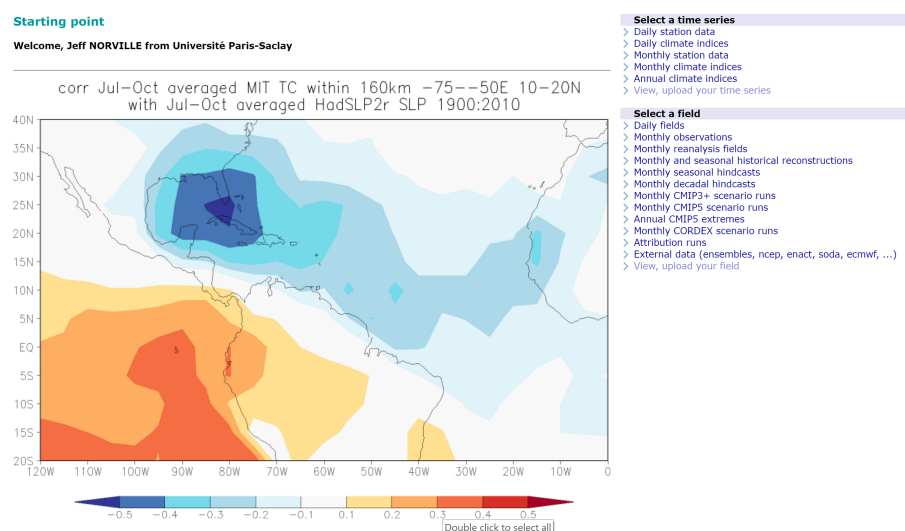 Starting point
Welcome, Jeff NORVILLE from Université Paris-Saclay
corr Jul-Oct averaged MIT TC within 160km -75--50E 10-20N
with Jul-Oct averaged HadSLP2r SLP 1900:2010
40N
35N
30N
25N
20N
15N
10N
5N
EQ
5S
10S
15S
20S
120W 110W 100W 90W 80W 70W 60W 50W 40W 30W 20W 10W 0
-0.5 -0.4 -0.3 -0.2 -0.1 0.1 0.2 0.3 0.4 0.5
Double click to select all
Select a time series
Daily station data
Daily climate indices
Monthly station data
Monthly climate indices
Annual climate indices
View, upload your time series
Select a field
Daily fields
Monthly observations
Monthly reanalysis fields
Monthly and seasonal historical reconstructions
Monthly seasonal hindcasts
Monthly decadal hindcasts
Monthly CMIP3+ scenario runs
Monthly CMIP5 scenario runs
Annual CMIP5 extremes
Monthly CORDEX scenario runs
Attribution runs
External data (ensembles, ncep, enact, soda, ecmwf, ...)
View, upload your field